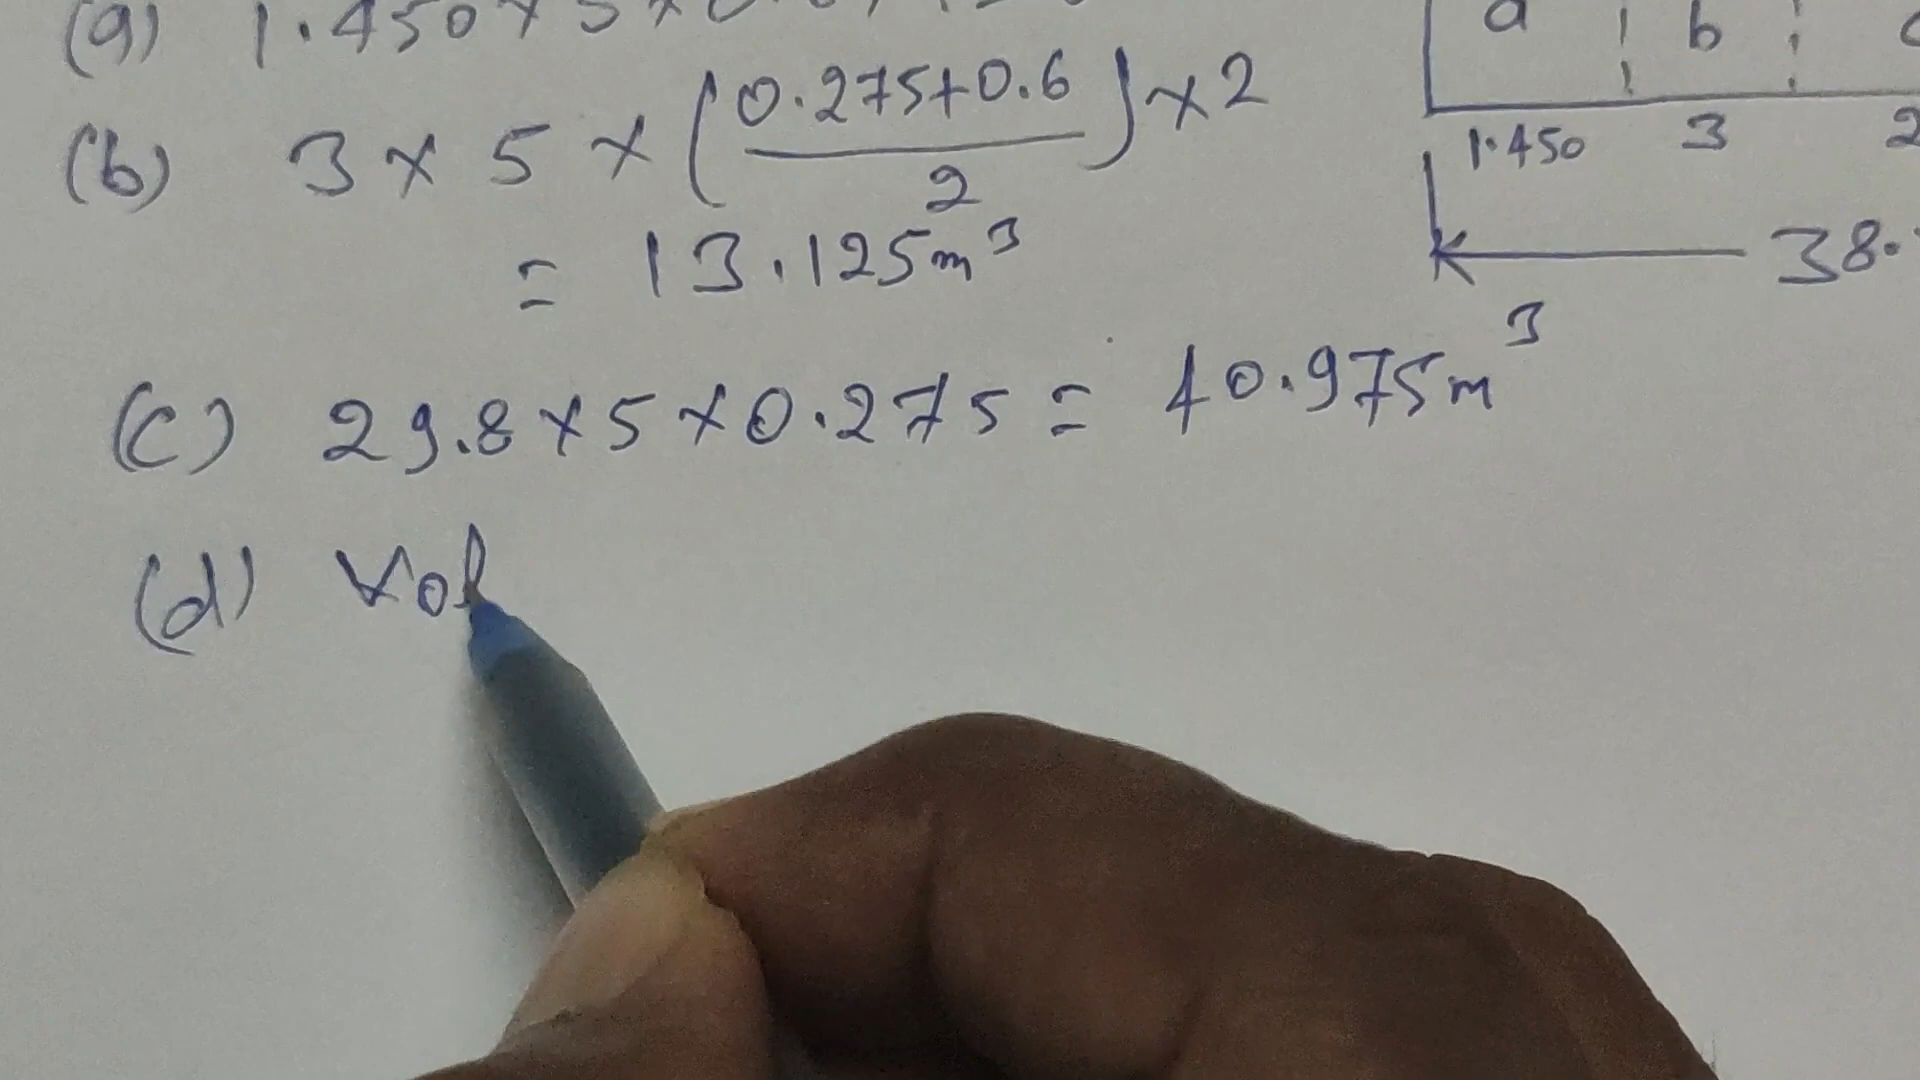 (a) 1.450 × 5 ×
a b
(b) 3 × 5 × (0.275+0.6 / 2) × 2
1.450 3 2
= 13.125m³
38.
(c) 29.8 × 5 × 0.275 = 40.975m³
(d) Vol